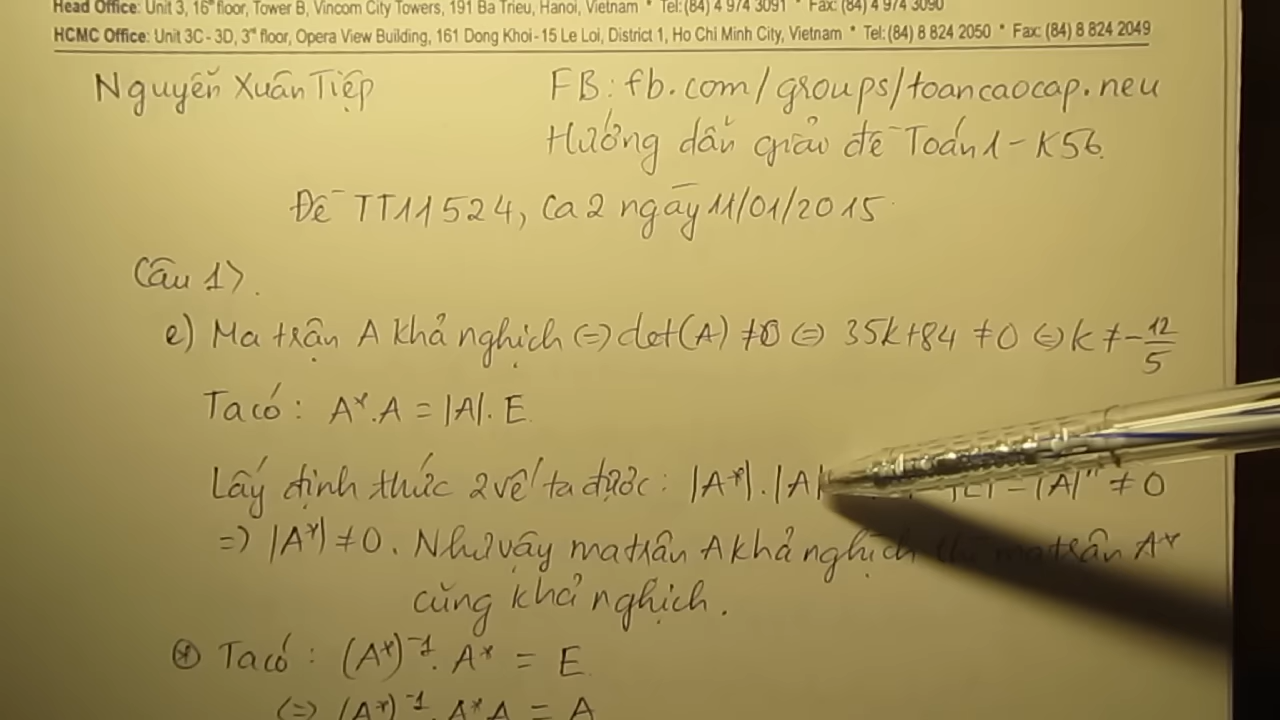 Head Office: Unit 3, 16th floor, Tower B, Vincom City Towers, 191 Ba Trieu, Hanoi, Vietnam * Tel: (84) 4 974 3091 * Fax: (84) 4 974 3090
HCMC Office: Unit 3C - 3D, 3rd floor, Opera View Building, 161 Dong Khoi - 15 Le Loi, District 1, Ho Chi Minh City, Vietnam * Tel: (84) 8 824 2050 * Fax: (84) 8 824 2049
Nguyễn Xuân Tiệp FB: fb.com/groups/toancaocap.neu
Hướng dẫn giải đề Toán 1 - K56.
Đề TT11524, Ca 2 ngày 11/01/2015
Câu 1>.
e) Ma trận A khả nghịch <=> det(A) ≠ 0 <=> 35k+84 ≠ 0 <=> k ≠ -12/5
Ta có: A*.A = |A|.E
Lấy định thức 2 vế ta được: |A*|.|A| = |A|ⁿ ≠ 0
=> |A*| ≠ 0. Như vậy ma trận A khả nghịch thì ma trận A*
cũng khả nghịch.
⊛ Ta có: (A*)⁻¹. A* = E
<=> (A*)⁻¹. A*A = A